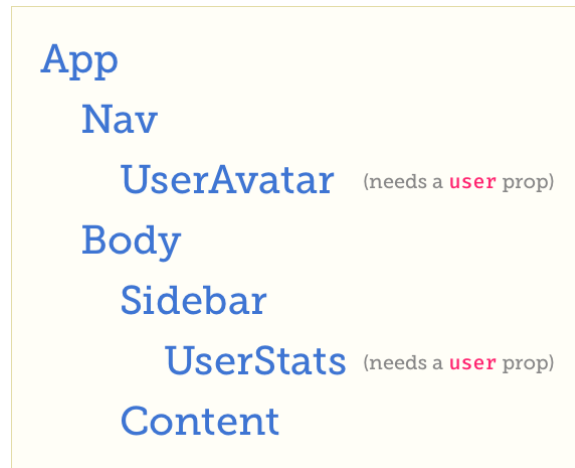 App
Nav
UserAvatar (needs a user prop)
Body
Sidebar
UserStats (needs a user prop)
Content